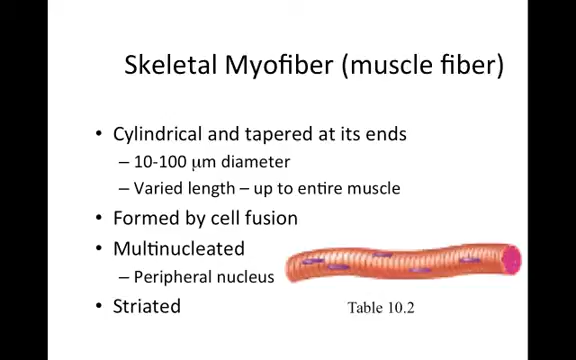 Skeletal Myofiber (muscle fiber)
• Cylindrical and tapered at its ends
– 10-100 μm diameter
– Varied length – up to entire muscle
• Formed by cell fusion
• Multinucleated
– Peripheral nucleus
• Striated
Table 10.2